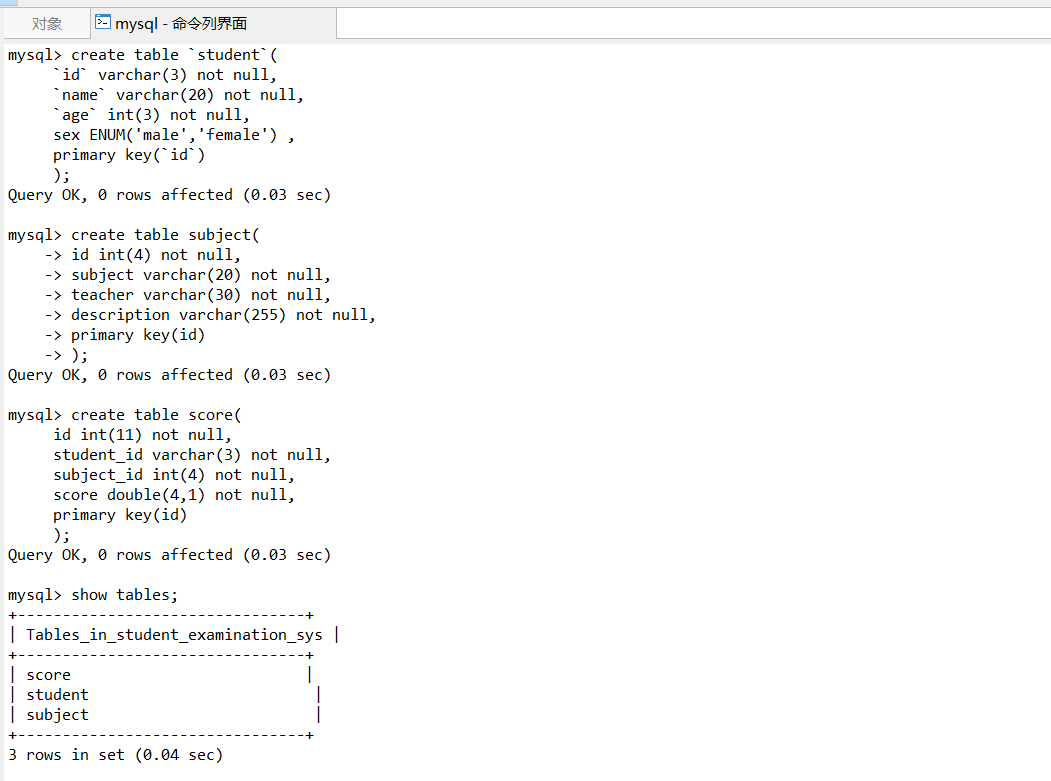 对象
mysql - 命令列界面
mysql> create table `student`(
`id` varchar(3) not null,
`name` varchar(20) not null,
`age` int(3) not null,
sex ENUM('male','female') ,
primary key(`id`)
);
Query OK, 0 rows affected (0.03 sec)
mysql> create table subject(
-> id int(4) not null,
-> subject varchar(20) not null,
-> teacher varchar(30) not null,
-> description varchar(255) not null,
-> primary key(id)
-> );
Query OK, 0 rows affected (0.03 sec)
mysql> create table score(
id int(11) not null,
student_id varchar(3) not null,
subject_id int(4) not null,
score double(4,1) not null,
primary key(id)
);
Query OK, 0 rows affected (0.03 sec)
mysql> show tables;
+--------------------------------+
| Tables_in_student_examination_sys |
+--------------------------------+
| score |
| student |
| subject |
+--------------------------------+
3 rows in set (0.04 sec)